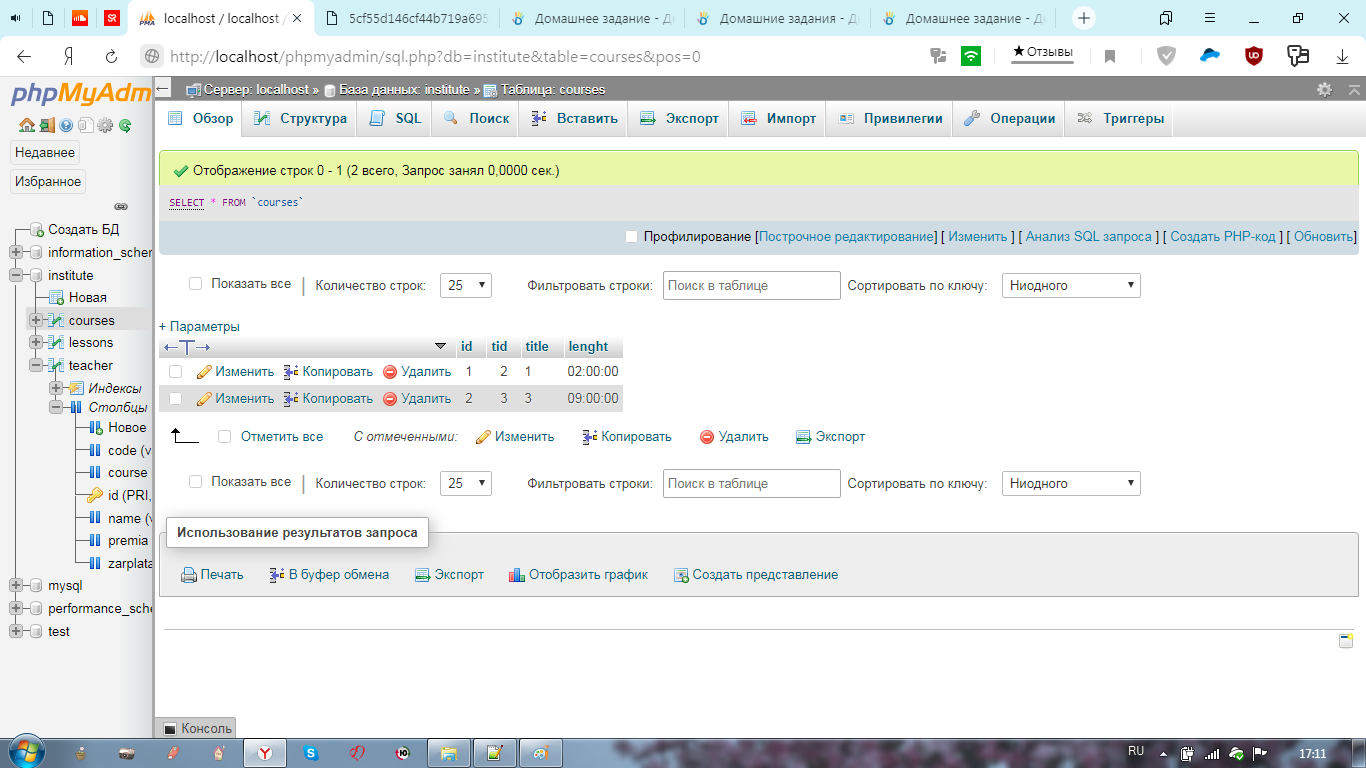 localhost / localhost /
5cf55d146cf44b719a695
Домашнее задание - Д
Домашние задания - Д
Домашнее задание - Д
http://localhost/phpmyadmin/sql.php?db=institute&table=courses&pos=0
★ Отзывы
phpMyAdm
Недавнее
Избранное
Создать БД
information_schem
institute
Новая
courses
lessons
teacher
Индексы
Столбцы
Новое
code (v
course
id (PRI,
name (v
premia
zarplata
mysql
performance_sche
test
Сервер: localhost » База данных: institute » Таблица: courses
Обзор Структура SQL Поиск Вставить Экспорт Импорт Привилегии Операции Триггеры
Отображение строк 0 - 1 (2 всего, Запрос занял 0,0000 сек.)
SELECT * FROM `courses`
Профилирование [Построчное редактирование] [ Изменить ] [ Анализ SQL запроса ] [ Создать PHP-код ] [ Обновить]
Показать все | Количество строк: 25 Фильтровать строки: Поиск в таблице Сортировать по ключу: Ниодного
+ Параметры
←T→ id tid title lenght
Изменить Копировать Удалить 1 2 1 02:00:00
Изменить Копировать Удалить 2 3 3 09:00:00
Отметить все С отмеченными: Изменить Копировать Удалить Экспорт
Показать все | Количество строк: 25 Фильтровать строки: Поиск в таблице Сортировать по ключу: Ниодного
Использование результатов запроса
Печать В буфер обмена Экспорт Отобразить график Создать представление
Консоль
RU 17:11